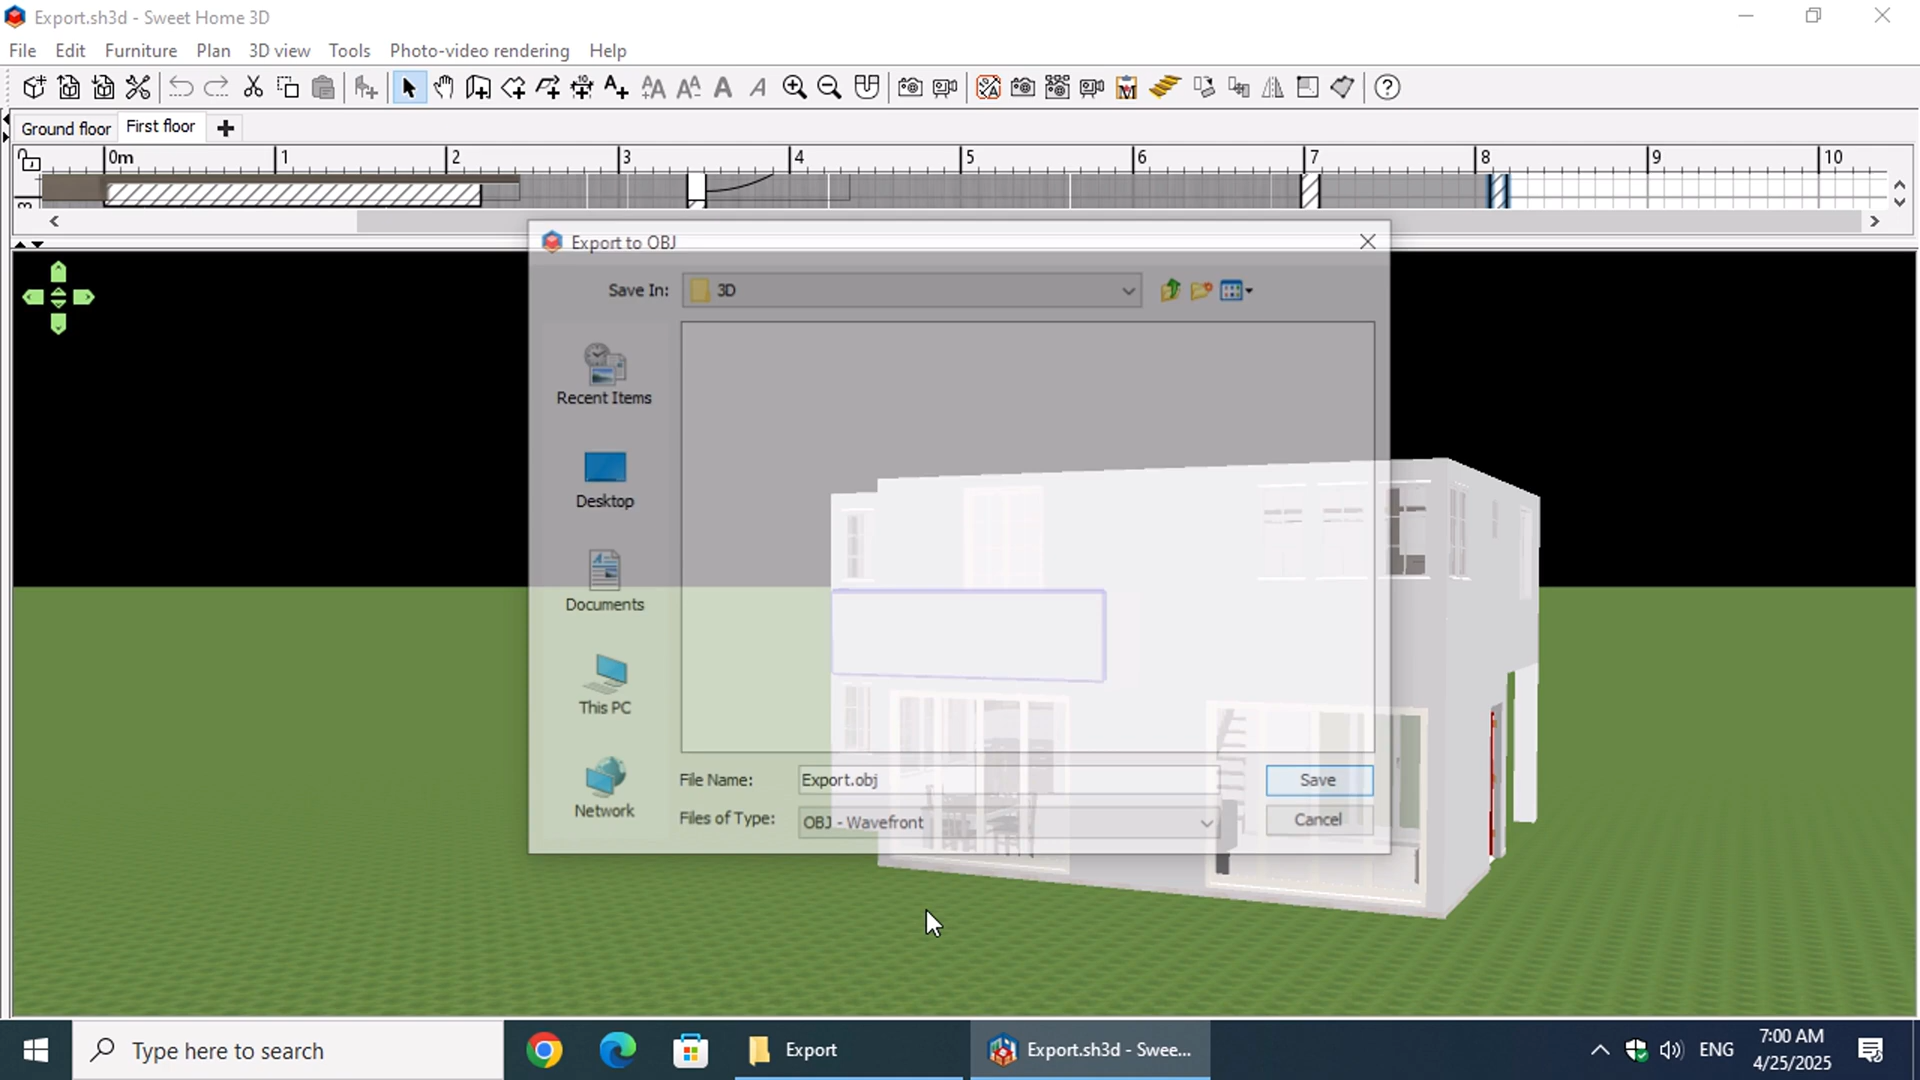 Export.sh3d - Sweet Home 3D
File Edit Furniture Plan 3D view Tools Photo-video rendering Help
Ground floor First floor
0m 1 2 3 4 5 6 7 8 9 10
3
Export to OBJ
Save In: 3D
Recent Items
Desktop
Documents
This PC
Network
File Name: Export.obj Save
Files of Type: OBJ - Wavefront Cancel
Type here to search Export Export.sh3d - Swee... ENG 7:00 AM
4/25/2025